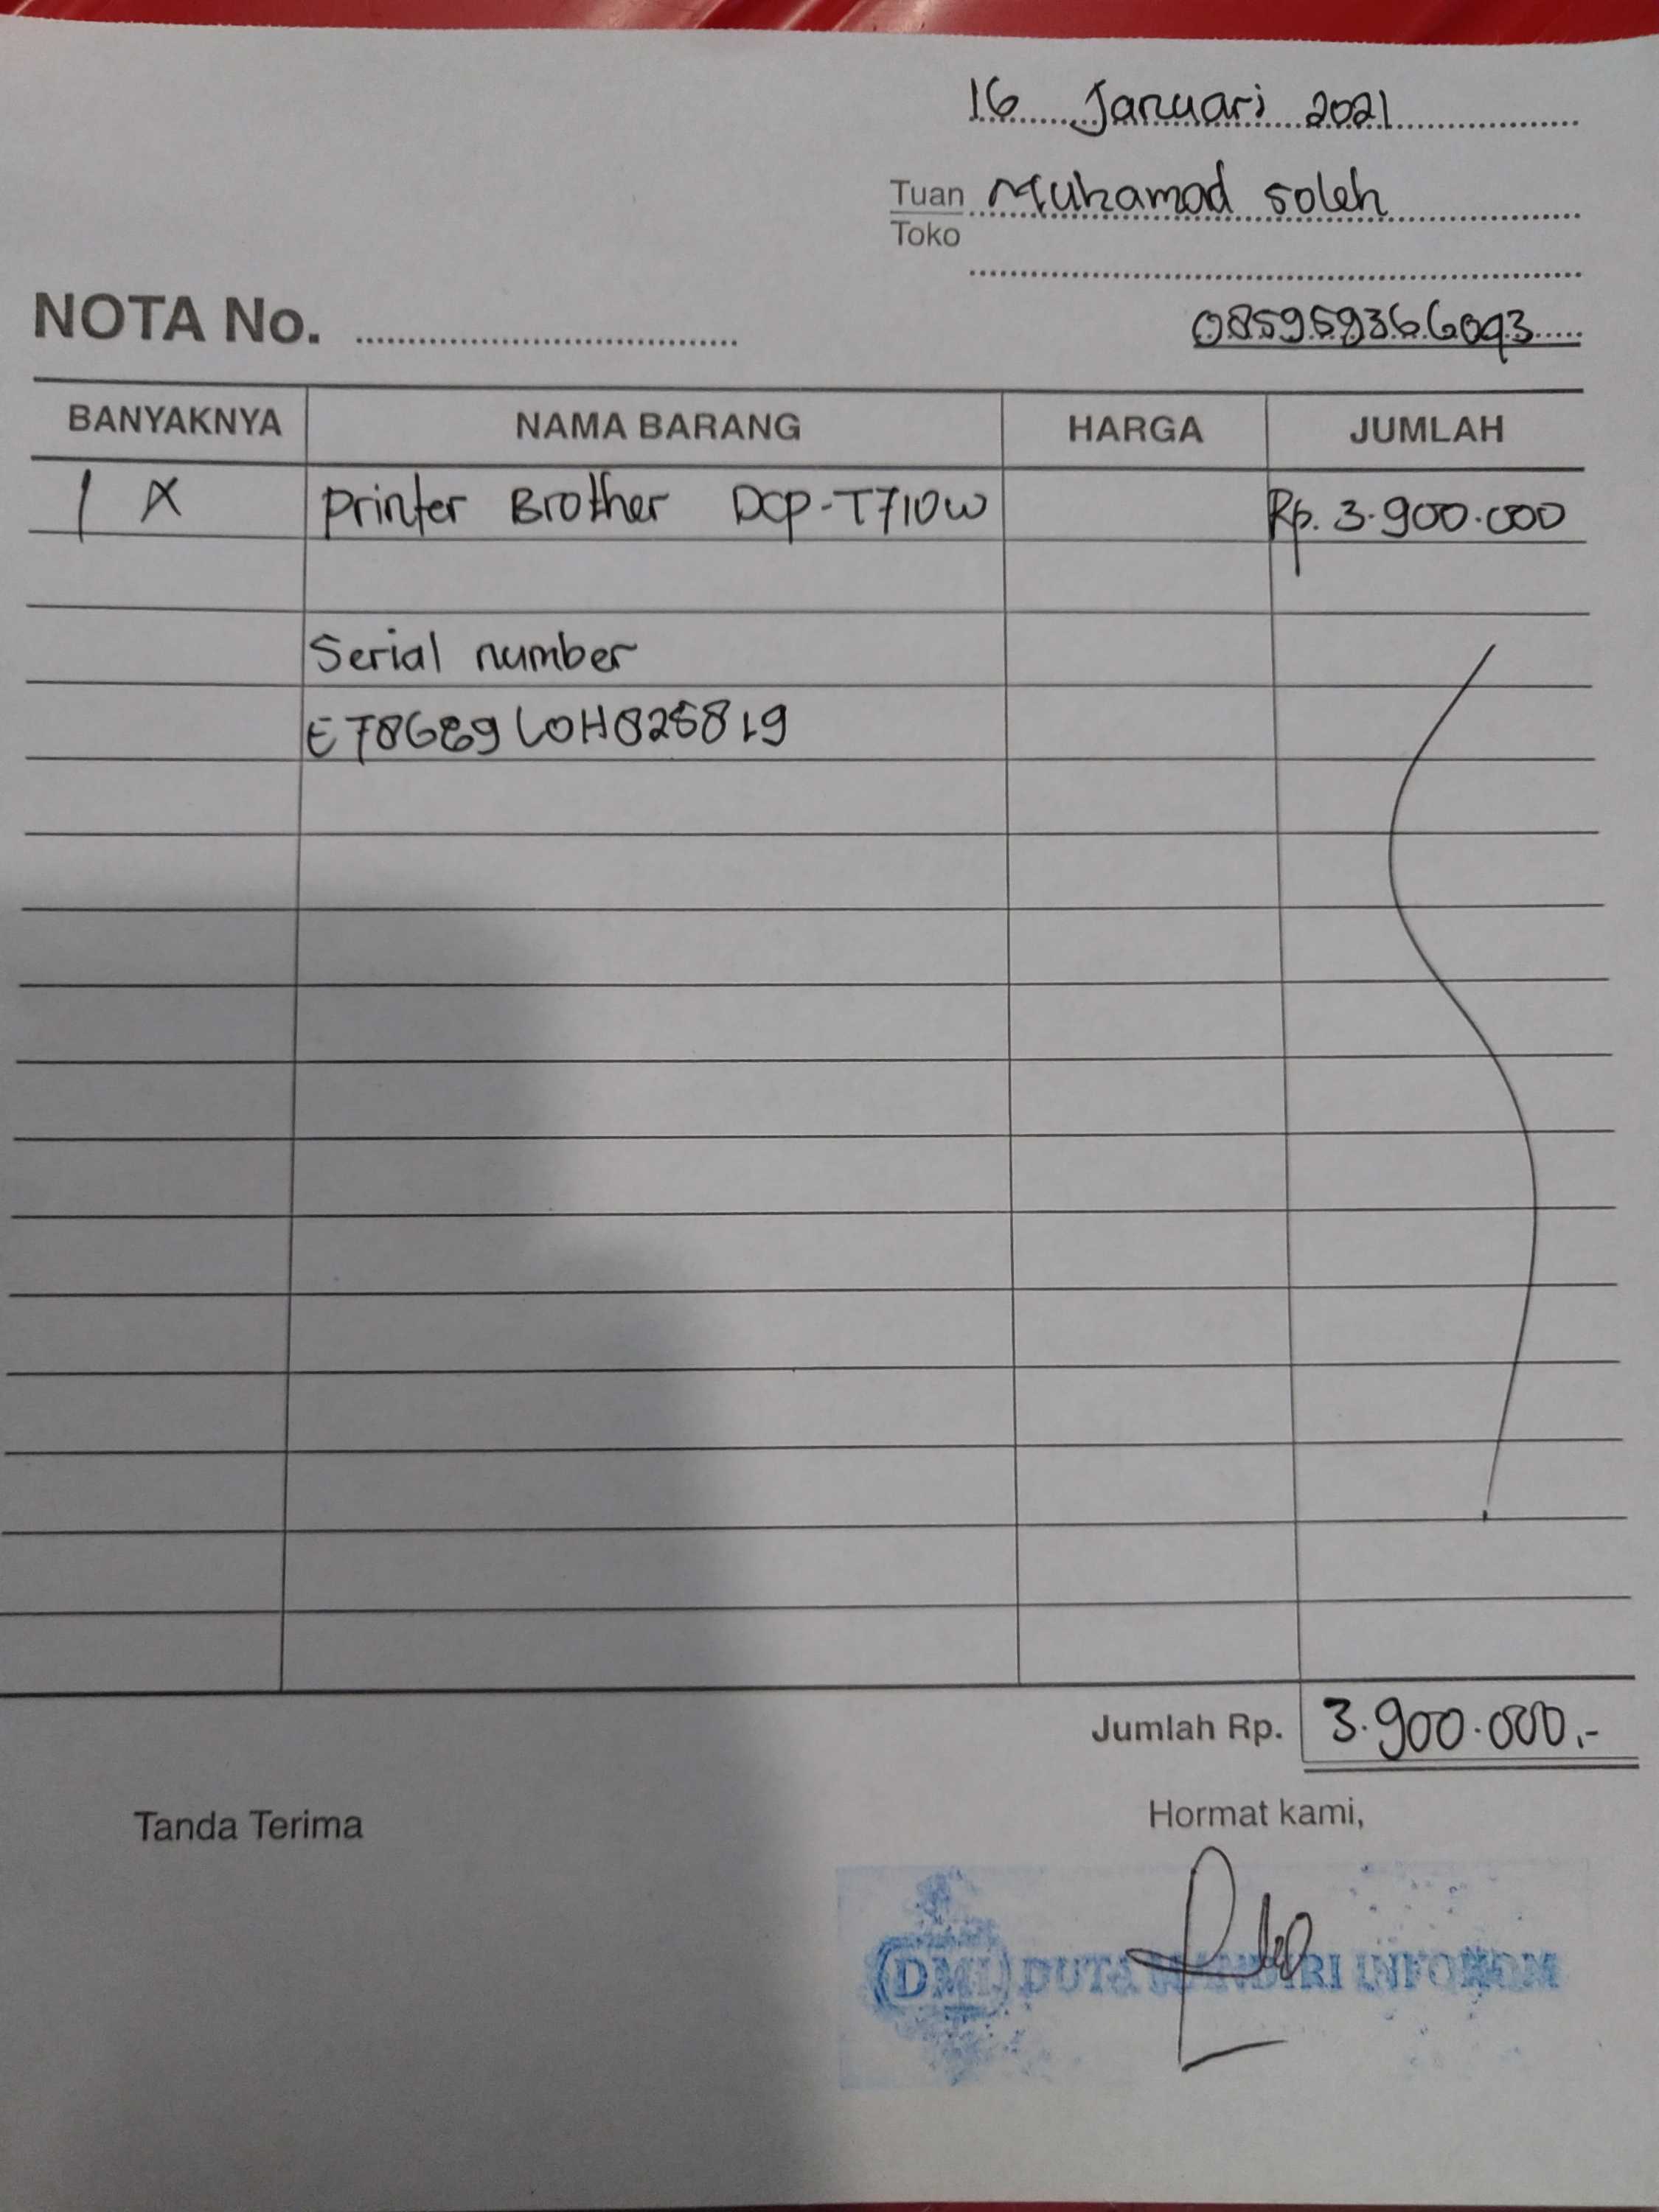 16 Januari 2021
Tuan Muhamad Soleh
Toko
NOTA No.
085959366093
BANYAKNYA NAMA BARANG HARGA JUMLAH
1 X Printer Brother DCP-T710W Rp. 3.900.000
Serial number
E78G89L0H825819
Jumlah Rp. 3.900.000,-
Tanda Terima
Hormat kami,
DMI DUTA MANDIRI INFOKOM